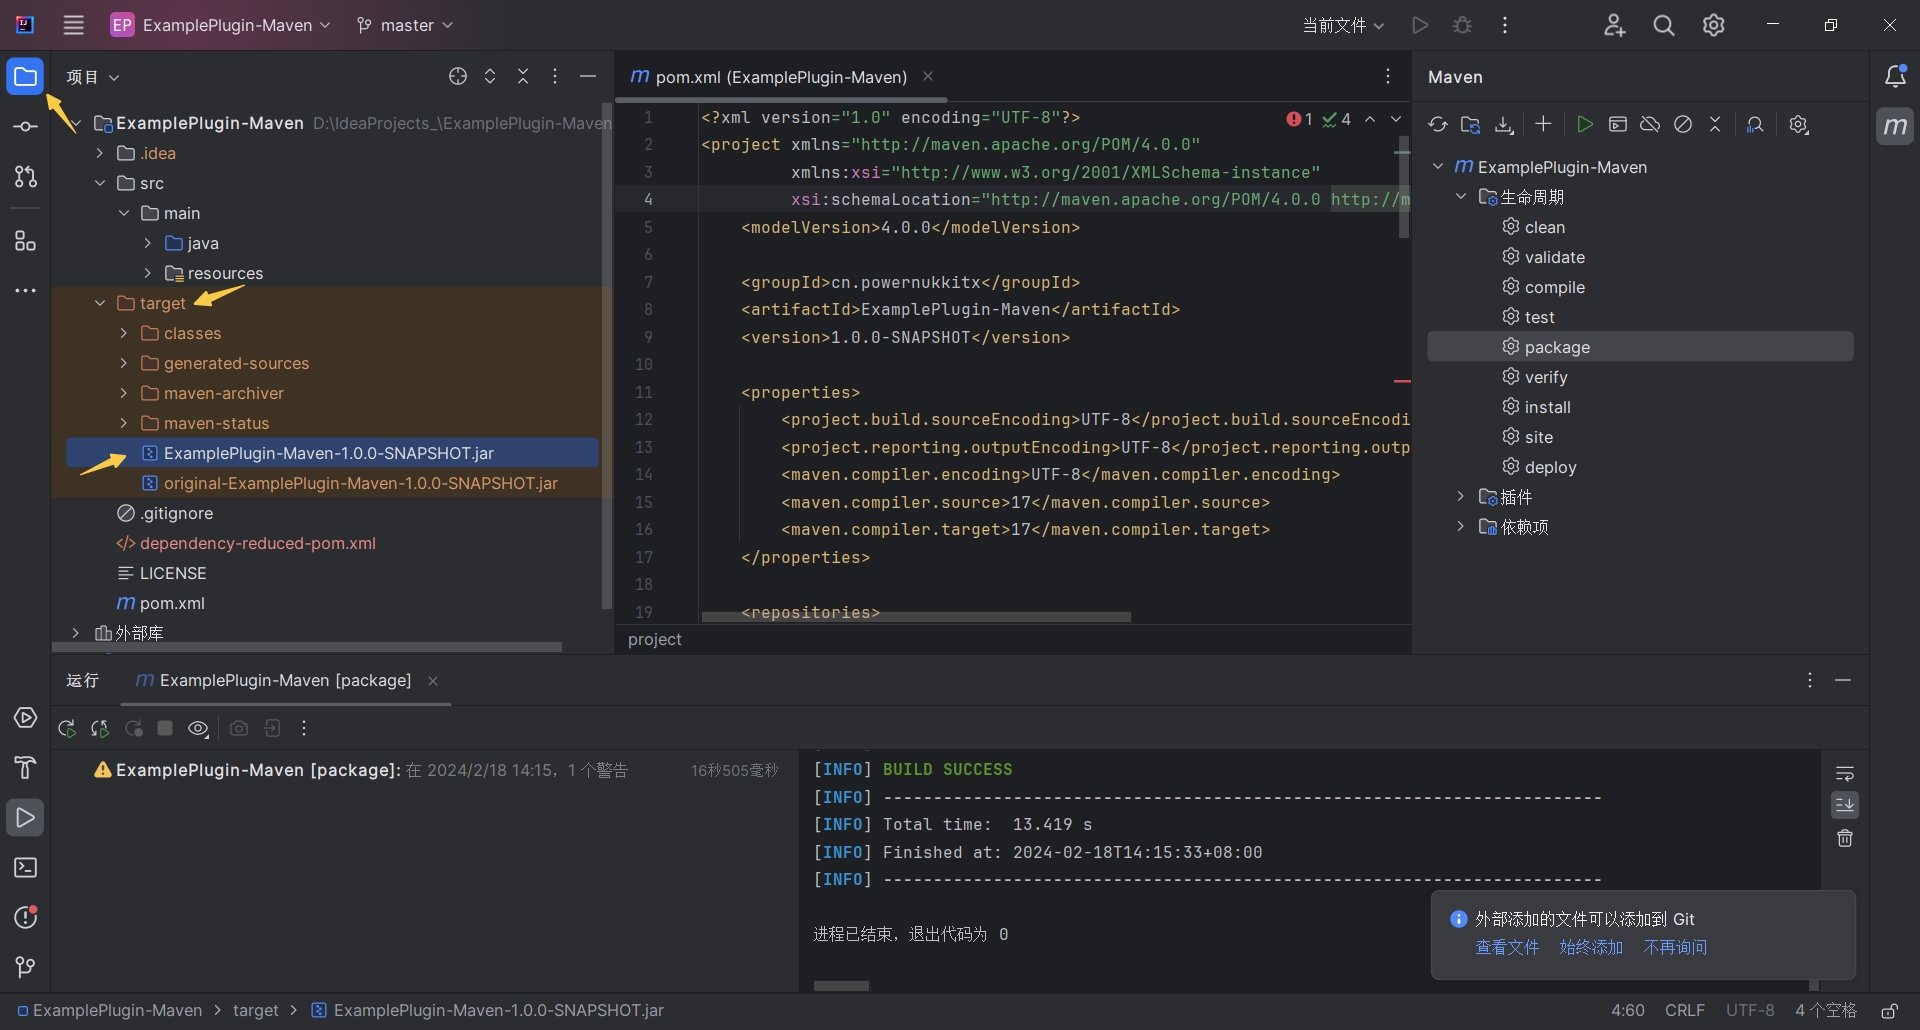 EP ExamplePlugin-Maven master 当前文件
项目
ExamplePlugin-Maven D:\IdeaProjects_\ExamplePlugin-Maven
.idea
src
main
java
resources
target
classes
generated-sources
maven-archiver
maven-status
ExamplePlugin-Maven-1.0.0-SNAPSHOT.jar
original-ExamplePlugin-Maven-1.0.0-SNAPSHOT.jar
.gitignore
dependency-reduced-pom.xml
LICENSE
m pom.xml
外部库
m pom.xml (ExamplePlugin-Maven)
1 <?xml version="1.0" encoding="UTF-8"?>
1 4
2 <project xmlns="http://maven.apache.org/POM/4.0.0"
3 xmlns:xsi="http://www.w3.org/2001/XMLSchema-instance"
4 xsi:schemaLocation="http://maven.apache.org/POM/4.0.0 http://m
5 <modelVersion>4.0.0</modelVersion>
6
7 <groupId>cn.powernukkitx</groupId>
8 <artifactId>ExamplePlugin-Maven</artifactId>
9 <version>1.0.0-SNAPSHOT</version>
10
11 <properties>
12 <project.build.sourceEncoding>UTF-8</project.build.sourceEncodi
13 <project.reporting.outputEncoding>UTF-8</project.reporting.outp
14 <maven.compiler.encoding>UTF-8</maven.compiler.encoding>
15 <maven.compiler.source>17</maven.compiler.source>
16 <maven.compiler.target>17</maven.compiler.target>
17 </properties>
18
19 <repositories>
project
Maven
m
m ExamplePlugin-Maven
生命周期
clean
validate
compile
test
package
verify
install
site
deploy
插件
依赖项
运行 m ExamplePlugin-Maven [package]
ExamplePlugin-Maven [package]: 在 2024/2/18 14:15，1 个警告 16秒505毫秒
[INFO] BUILD SUCCESS
[INFO] ------------------------------------------------------------------------
[INFO] Total time:  13.419 s
[INFO] Finished at: 2024-02-18T14:15:33+08:00
[INFO] ------------------------------------------------------------------------
进程已结束，退出代码为 0
外部添加的文件可以添加到 Git
查看文件 始终添加 不再询问
ExamplePlugin-Maven > target > ExamplePlugin-Maven-1.0.0-SNAPSHOT.jar
4:60 CRLF UTF-8 4 个空格